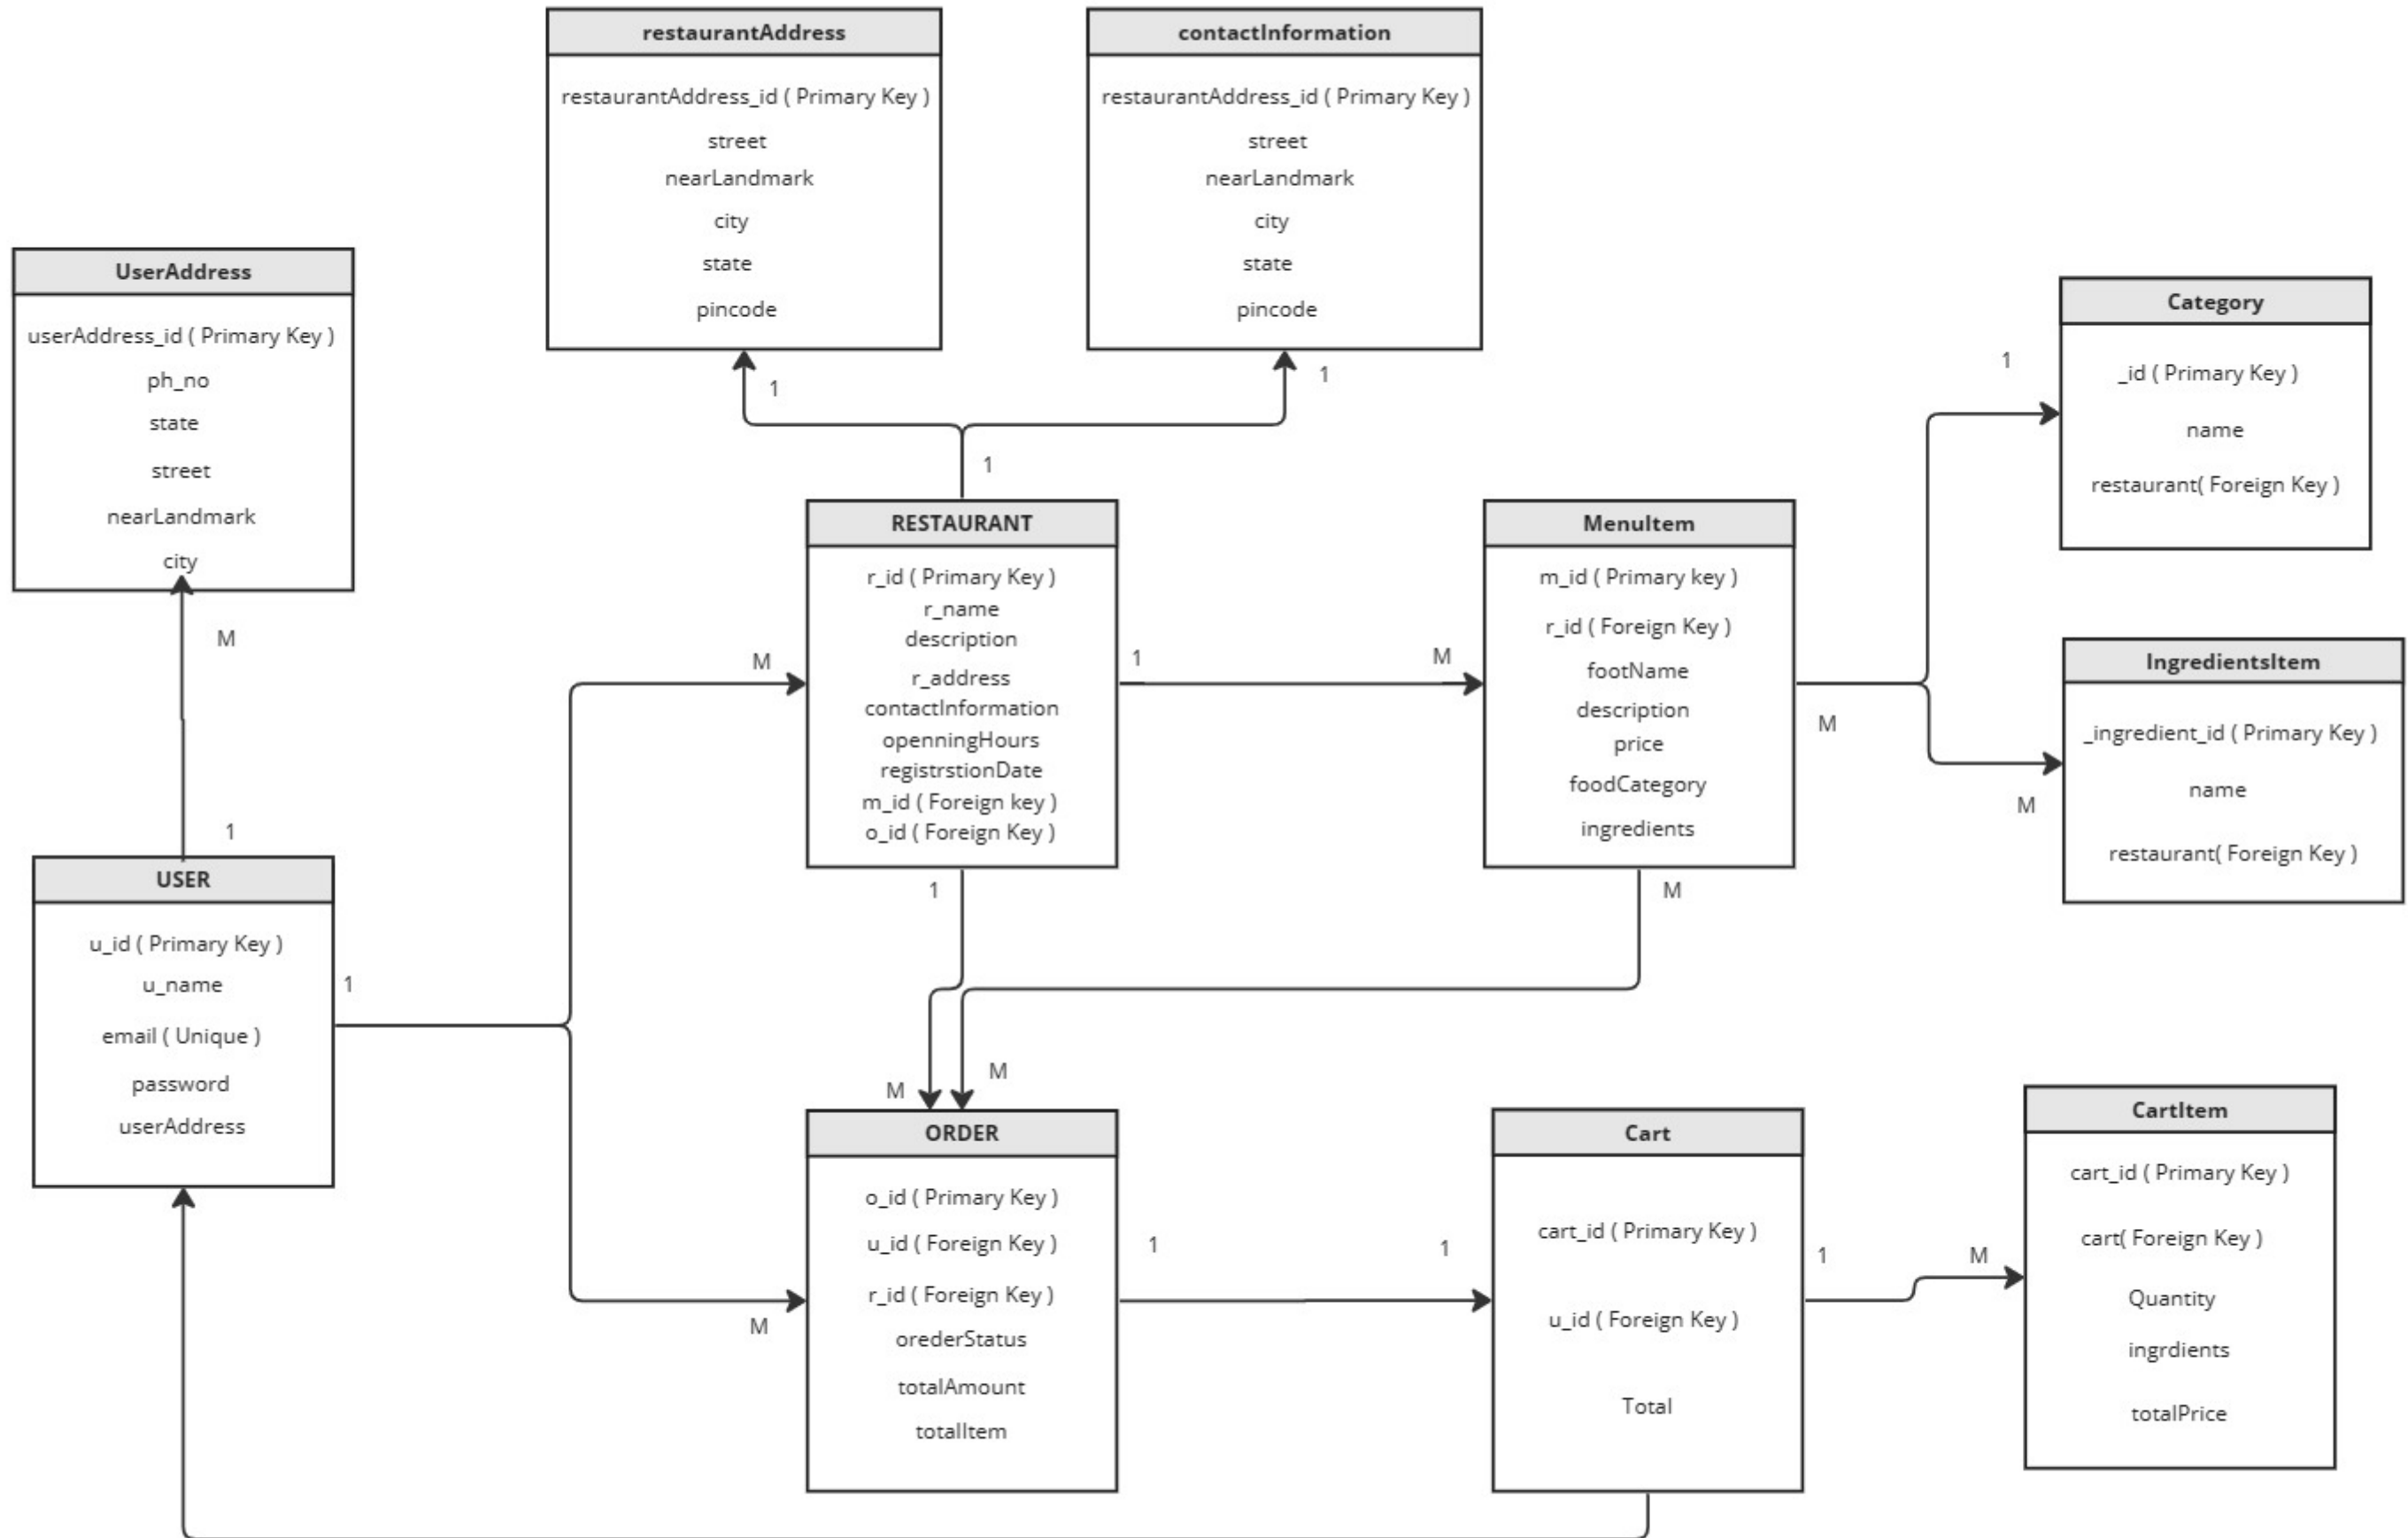 restaurantAddress
restaurantAddress_id ( Primary Key )
street
nearLandmark
city
state
pincode
contactInformation
restaurantAddress_id ( Primary Key )
street
nearLandmark
city
state
pincode
UserAddress
userAddress_id ( Primary Key )
ph_no
state
street
nearLandmark
city
Category
_id ( Primary Key )
name
restaurant( Foreign Key )
1
1
1
1
RESTAURANT
r_id ( Primary Key )
r_name
description
r_address
contactInformation
openningHours
registrstionDate
m_id ( Foreign key )
o_id ( Foreign Key )
MenuItem
m_id ( Primary key )
r_id ( Foreign Key )
footName
description
price
foodCategory
ingredients
IngredientsItem
_ingredient_id ( Primary Key )
name
restaurant( Foreign Key )
M
M
1
M
M
M
1
USER
u_id ( Primary Key )
u_name
email ( Unique )
password
userAddress
1
1
M
M
M
M
ORDER
o_id ( Primary Key )
u_id ( Foreign Key )
r_id ( Foreign Key )
orederStatus
totalAmount
totalItem
1
1
Cart
cart_id ( Primary Key )
u_id ( Foreign Key )
Total
1
M
CartItem
cart_id ( Primary Key )
cart( Foreign Key )
Quantity
ingrdients
totalPrice